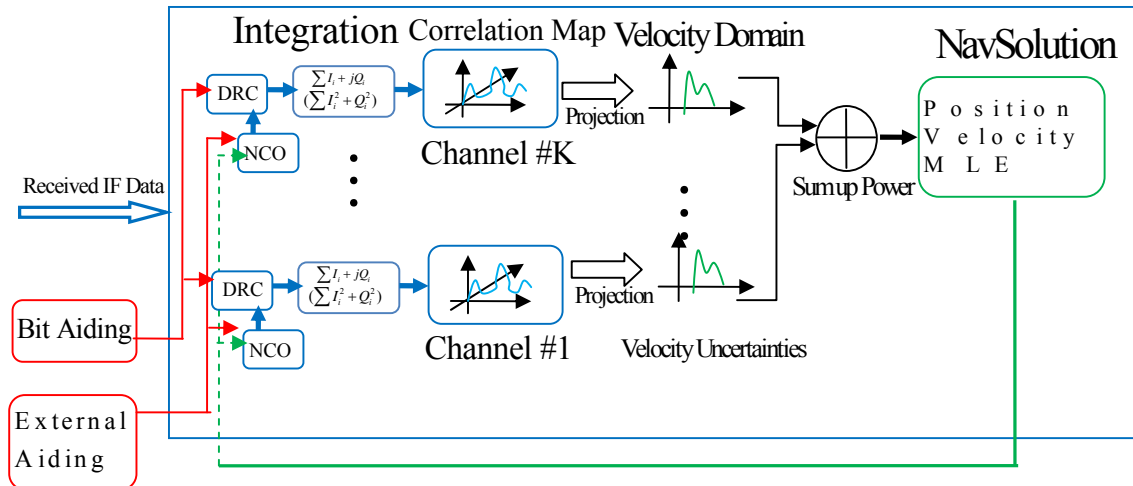 Integration Correlation Map Velocity Domain NavSolution
DRC
∑I_i + jQ_i
(∑I_i^2 + Q_i^2)
NCO
Channel #K
Projection
Sum up Power
Position
Velocity
MLE
Received IF Data
DRC
∑I_i + jQ_i
(∑I_i^2 + Q_i^2)
NCO
Channel #1
Projection
Velocity Uncertainties
Bit Aiding
External
Aiding